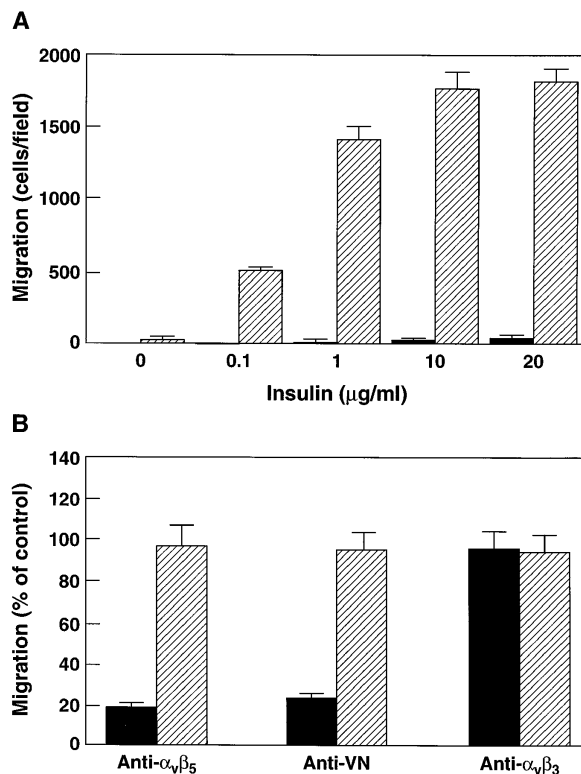 A
2000
1500
1000
500
0
Migration (cells/field)
0 0.1 1 10 20
Insulin (μg/ml)
B
140
120
100
80
60
40
20
0
Migration (% of control)
Anti-αvβ5 Anti-VN Anti-αvβ3